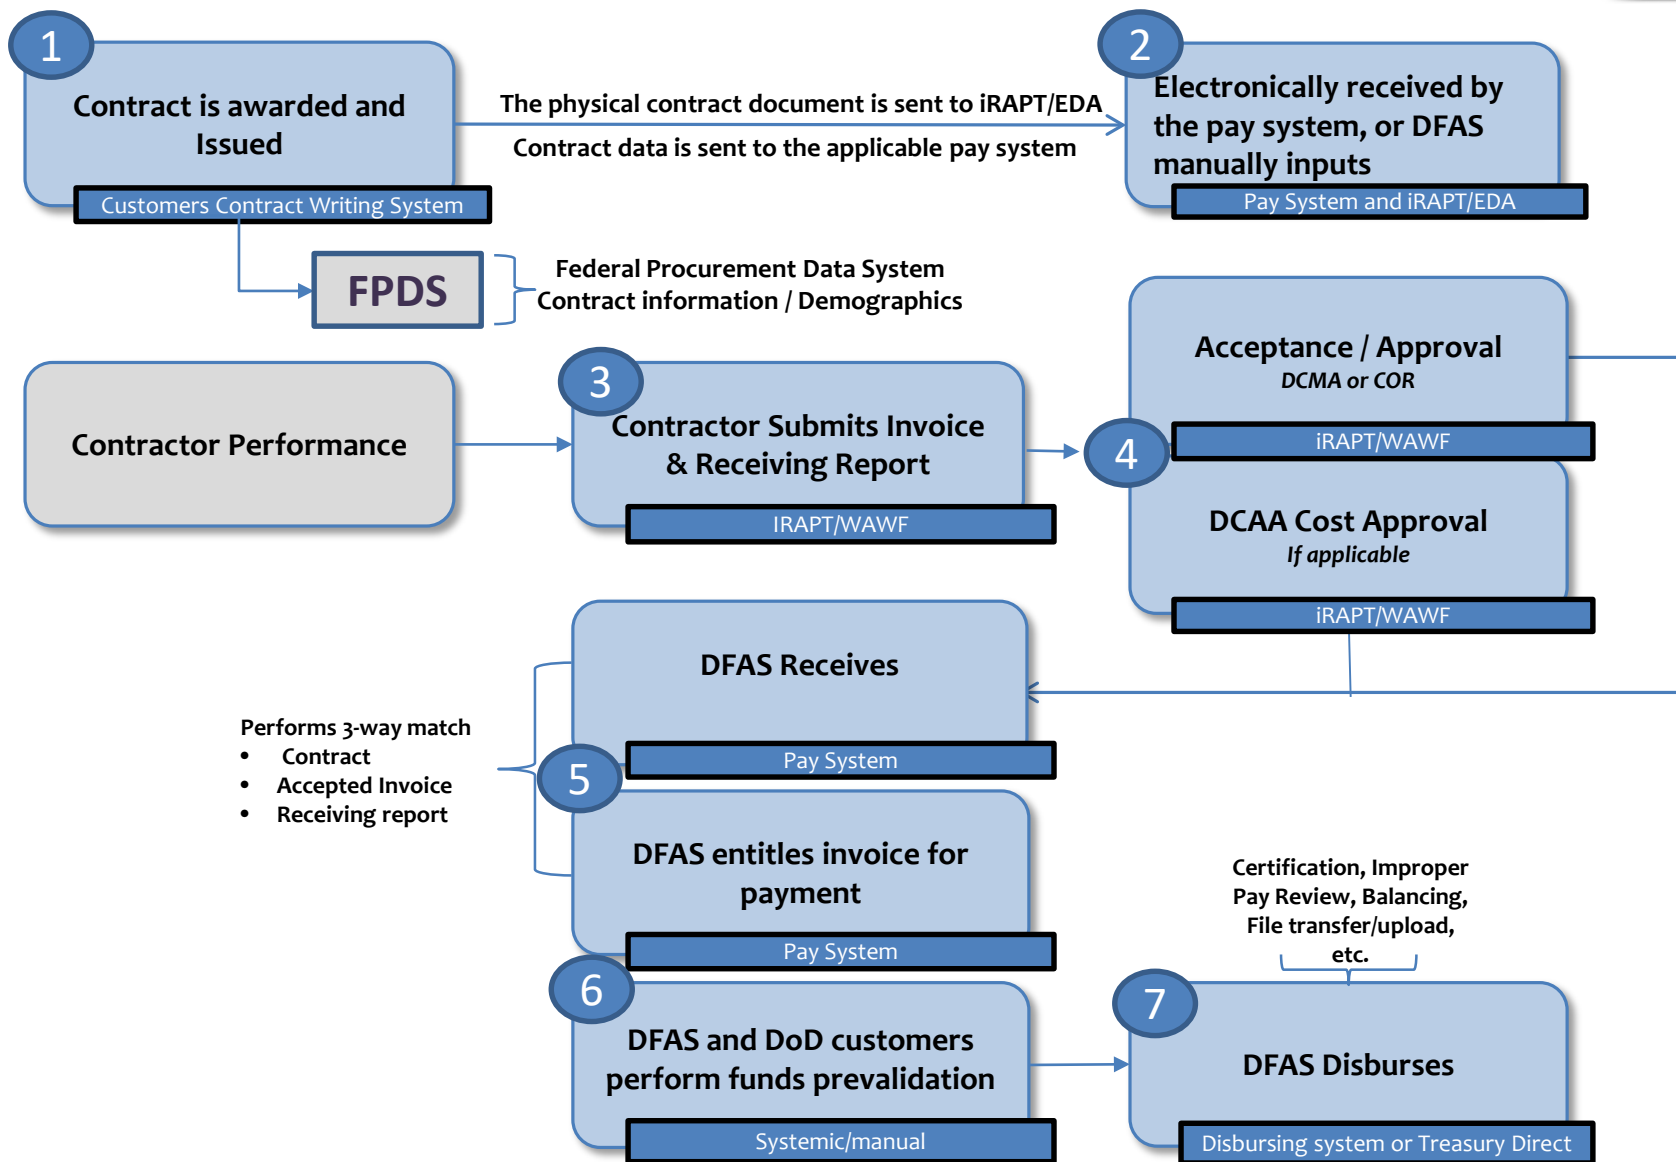 1
Contract is awarded and
Issued
Customers Contract Writing System
The physical contract document is sent to iRAPT/EDA
Contract data is sent to the applicable pay system
2
Electronically received by
the pay system, or DFAS
manually inputs
Pay System and iRAPT/EDA
FPDS
Federal Procurement Data System
Contract information / Demographics
Contractor Performance
3
Contractor Submits Invoice
& Receiving Report
IRAPT/WAWF
4
Acceptance / Approval
DCMA or COR
iRAPT/WAWF
DCAA Cost Approval
If applicable
iRAPT/WAWF
Performs 3-way match
• Contract
• Accepted Invoice
• Receiving report
5
DFAS Receives
Pay System
DFAS entitles invoice for
payment
Pay System
6
DFAS and DoD customers
perform funds prevalidation
Systemic/manual
Certification, Improper
Pay Review, Balancing,
File transfer/upload,
etc.
7
DFAS Disburses
Disbursing system or Treasury Direct